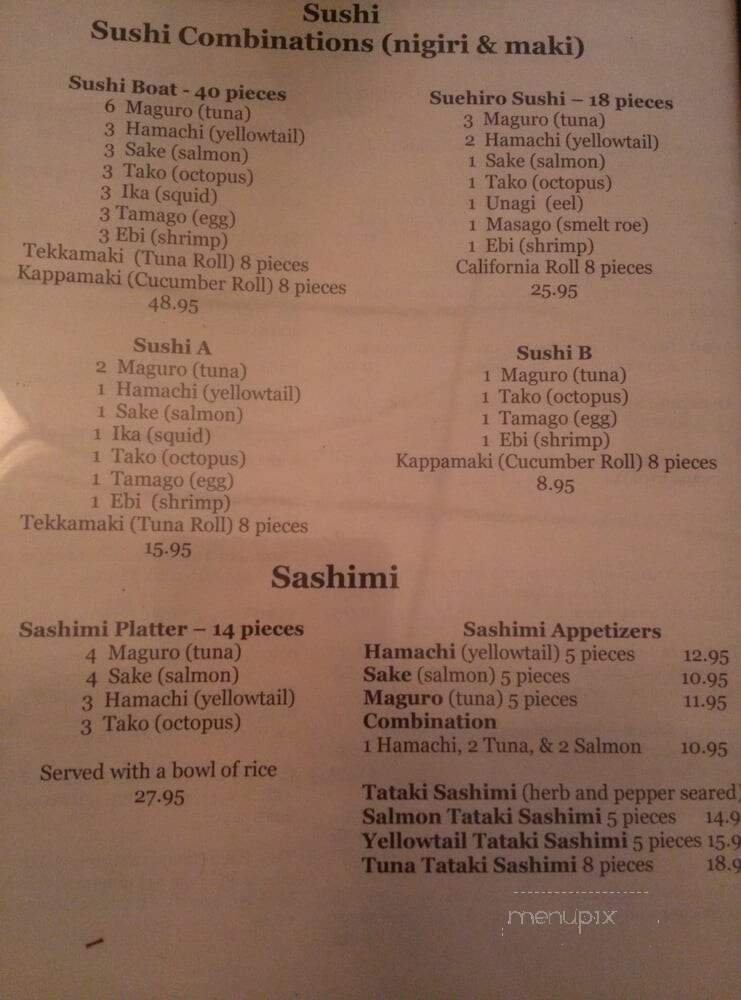 Sushi
Sushi Combinations (nigiri & maki)
Sushi Boat - 40 pieces
6 Maguro (tuna)
3 Hamachi (yellowtail)
3 Sake (salmon)
3 Tako (octopus)
3 Ika (squid)
3 Tamago (egg)
3 Ebi (shrimp)
Tekkamaki (Tuna Roll) 8 pieces
Kappamaki (Cucumber Roll) 8 pieces
48.95
Suehiro Sushi – 18 pieces
3 Maguro (tuna)
2 Hamachi (yellowtail)
1 Sake (salmon)
1 Tako (octopus)
1 Unagi (eel)
1 Masago (smelt roe)
1 Ebi (shrimp)
California Roll 8 pieces
25.95
Sushi A
2 Maguro (tuna)
1 Hamachi (yellowtail)
1 Sake (salmon)
1 Ika (squid)
1 Tako (octopus)
1 Tamago (egg)
1 Ebi (shrimp)
Tekkamaki (Tuna Roll) 8 pieces
15.95
Sushi B
1 Maguro (tuna)
1 Tako (octopus)
1 Tamago (egg)
1 Ebi (shrimp)
Kappamaki (Cucumber Roll) 8 pieces
8.95
Sashimi
Sashimi Platter – 14 pieces
4 Maguro (tuna)
4 Sake (salmon)
3 Hamachi (yellowtail)
3 Tako (octopus)
Served with a bowl of rice
27.95
Sashimi Appetizers
Hamachi (yellowtail) 5 pieces 12.95
Sake (salmon) 5 pieces 10.95
Maguro (tuna) 5 pieces 11.95
Combination
1 Hamachi, 2 Tuna, & 2 Salmon 10.95
Tataki Sashimi (herb and pepper seared)
Salmon Tataki Sashimi 5 pieces 14.9
Yellowtail Tataki Sashimi 5 pieces 15.9
Tuna Tataki Sashimi 8 pieces 18.9
menupix